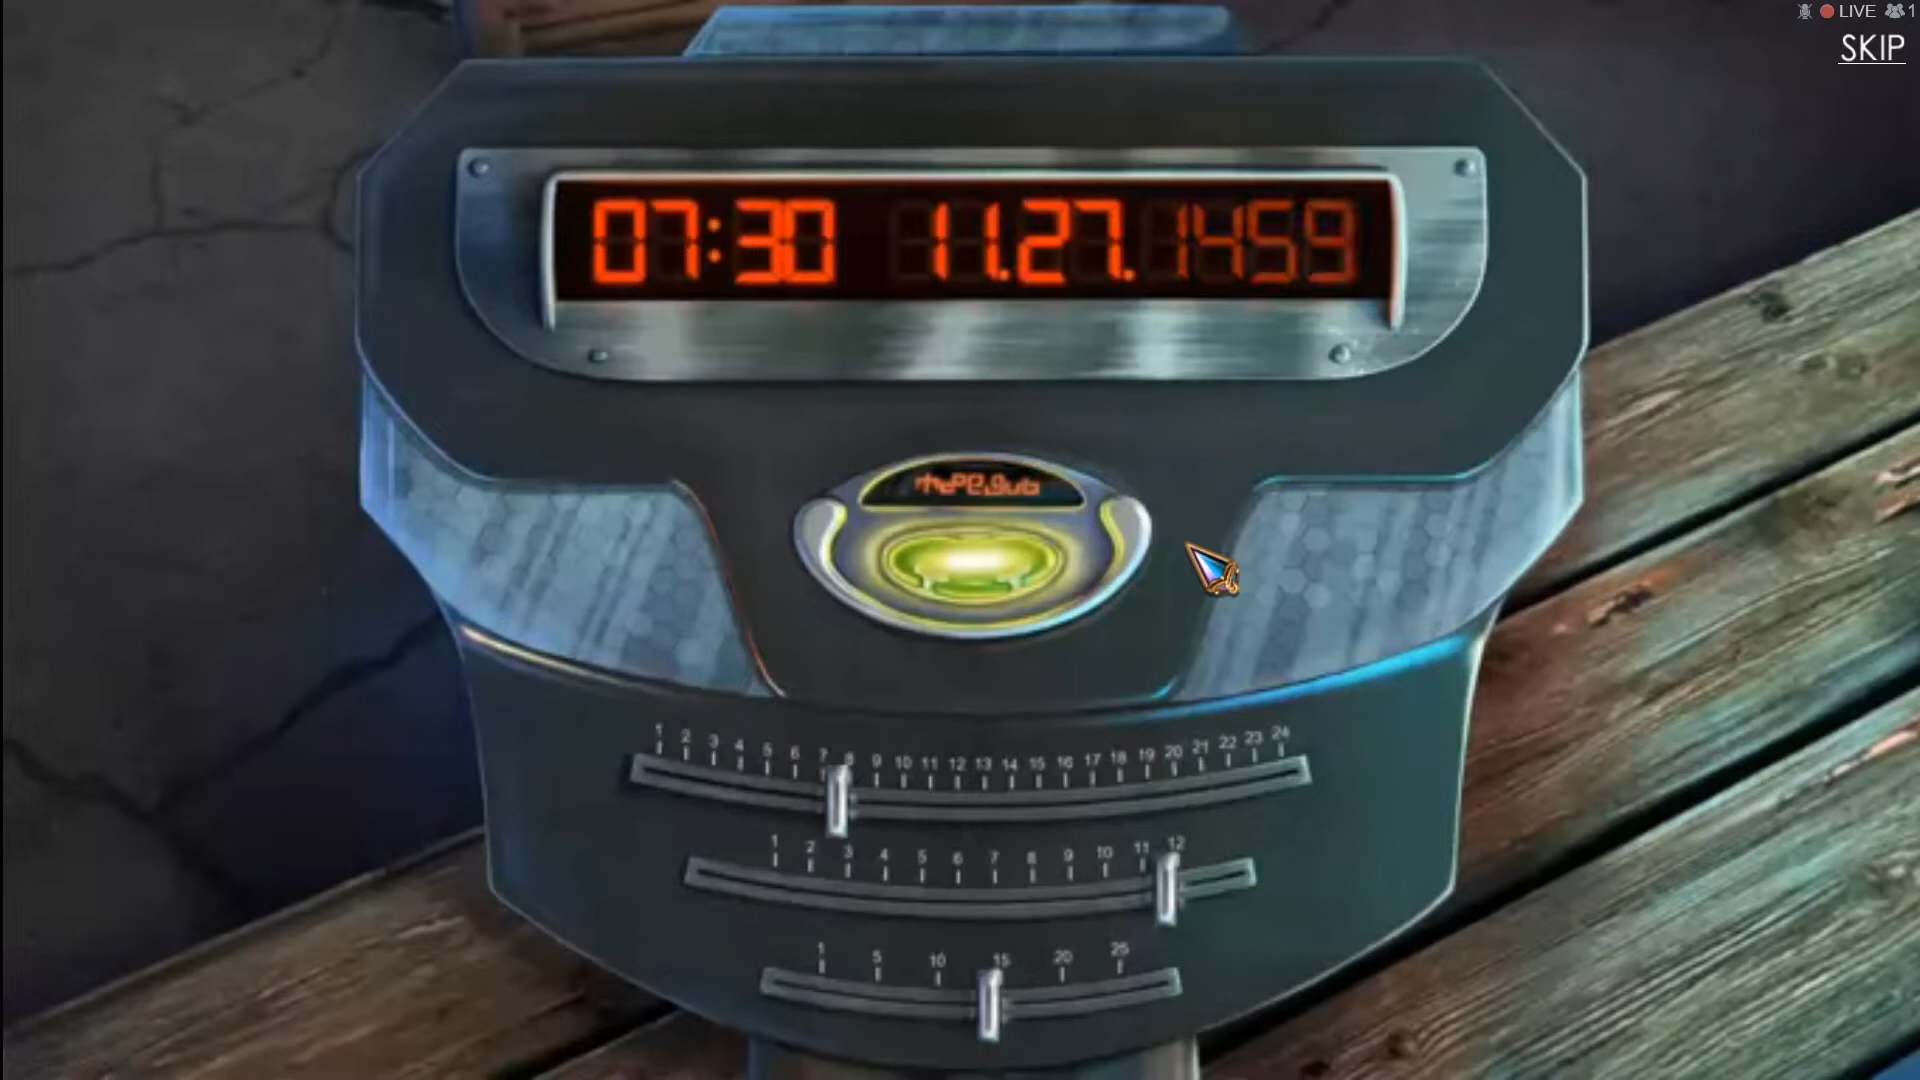 LIVE 1
SKIP
07:30 11.27.1459
1 2 3 4 5 6 7 8 9 10 11 12 13 14 15 16 17 18 19 20 21 22 23 24
1 2 3 4 5 6 7 8 9 10 11 12
1 5 10 15 20 25